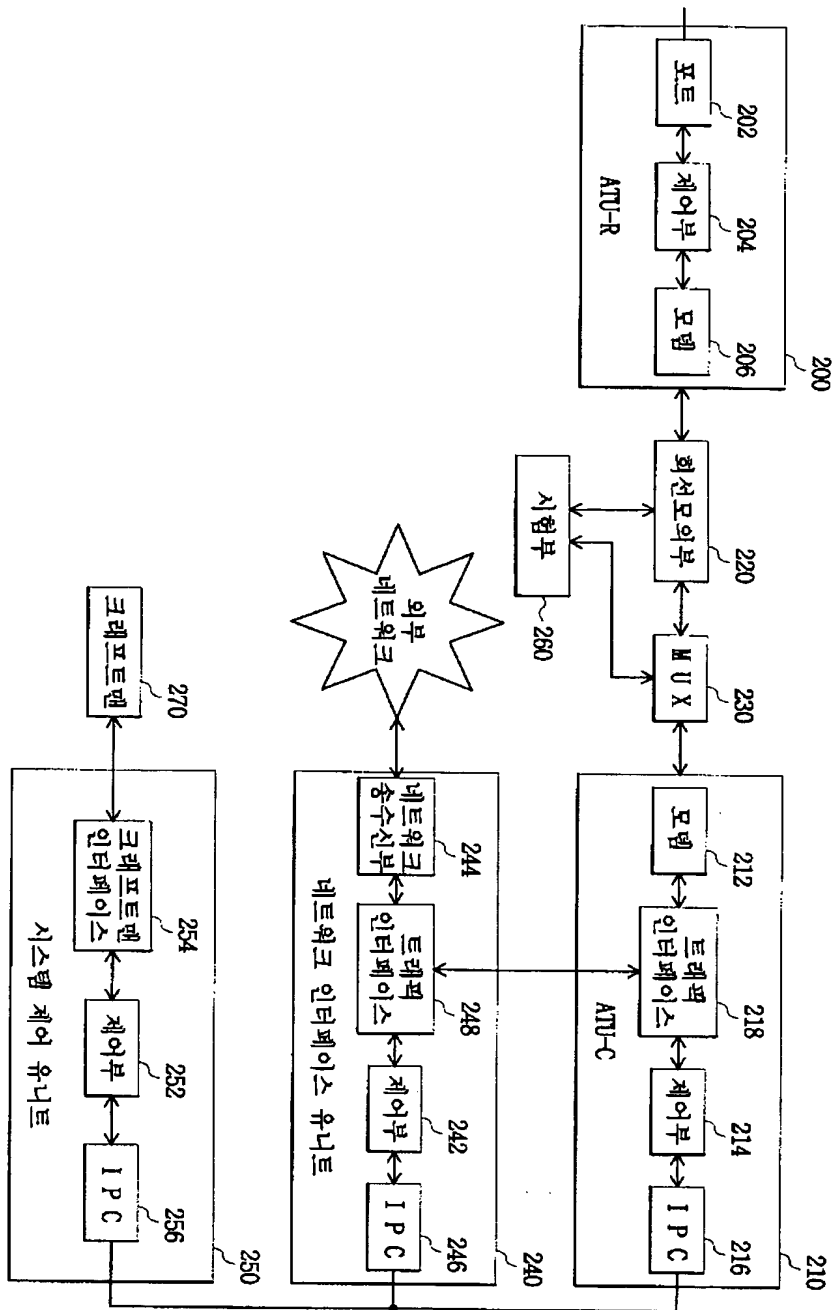 200
202
포트
204
제어부
206
모뎀
ATU-R
220
회선모의부
230
MUX
260
시험부
210
212
모뎀
218
트래픽
인터페이스
214
제어부
216
IPC
ATU-C
외부
네트워크
240
244
네트워크
송수신부
248
트래픽
인터페이스
242
제어부
246
IPC
네트워크 인터페이스 유니트
270
크래프트맨
250
254
크래프트맨
인터페이스
252
제어부
256
IPC
시스템 제어 유니트